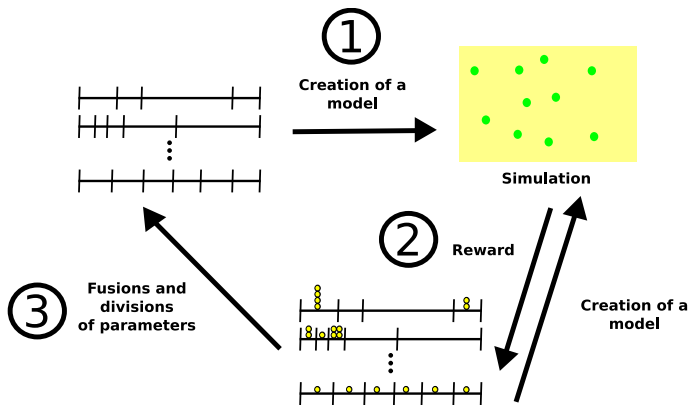 1
Creation of a
model
Simulation
2
Reward
Creation of a
model
3
Fusions and
divisions
of parameters